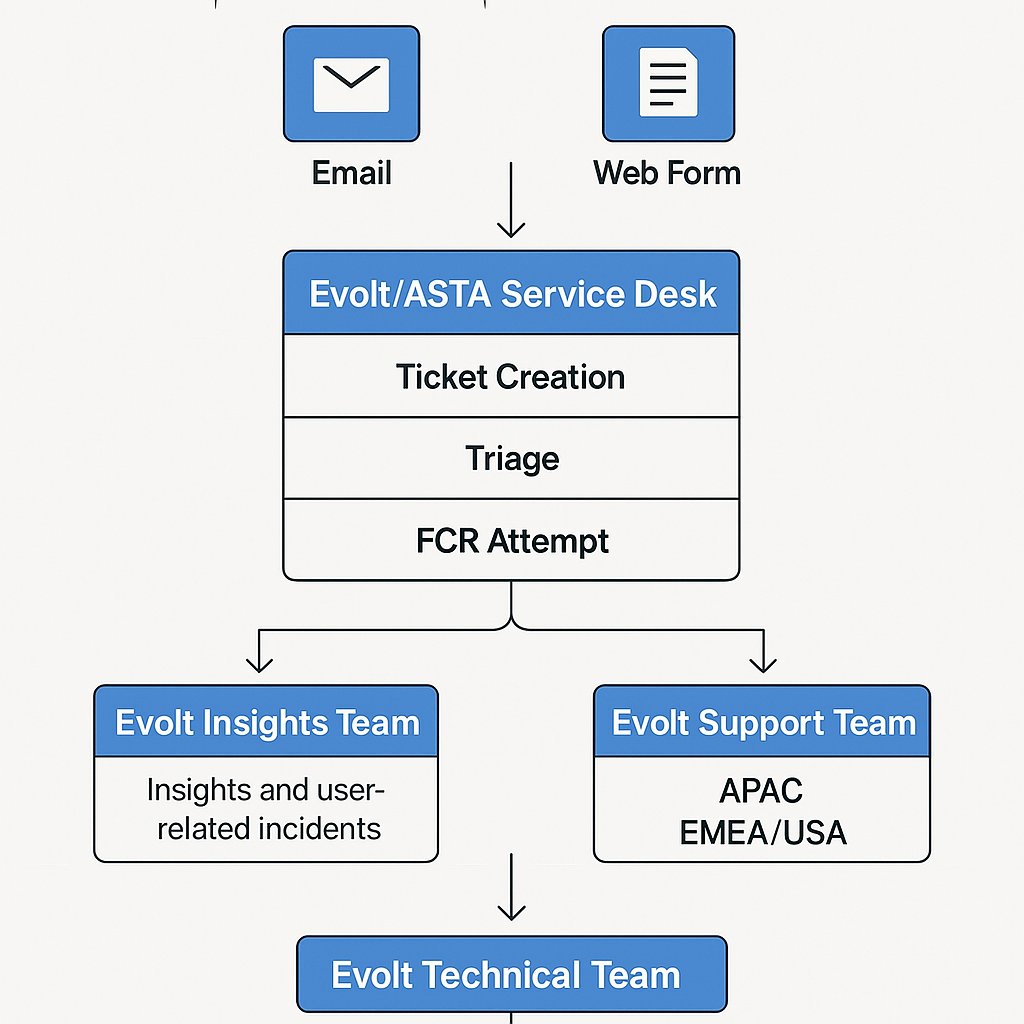 Email
Web Form
Evolt/ASTA Service Desk
Ticket Creation
Triage
FCR Attempt
Evolt Insights Team
Insights and user-
related incidents
Evolt Support Team
APAC
EMEA/USA
Evolt Technical Team